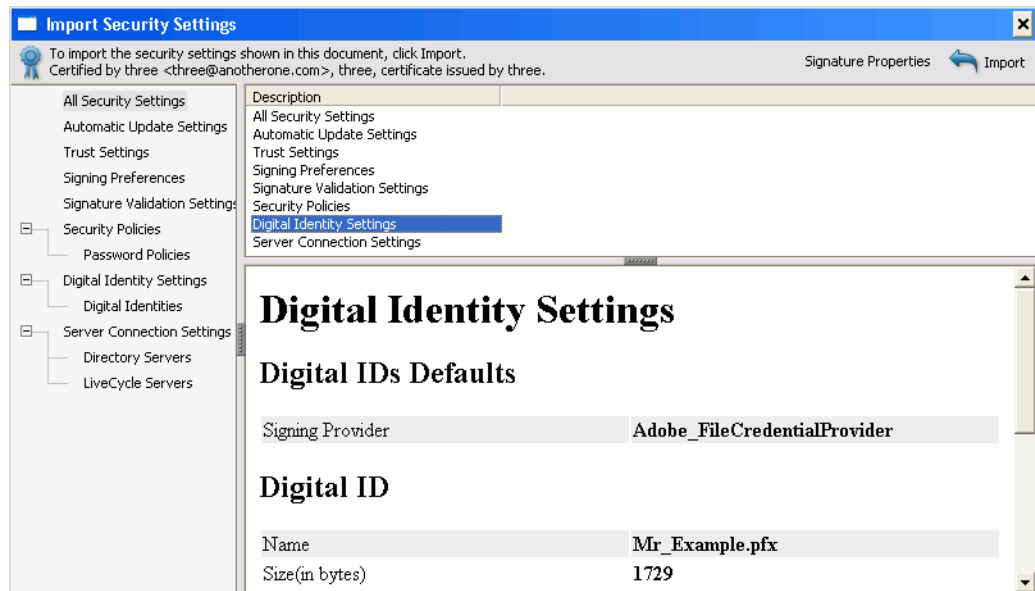 Import Security Settings
To import the security settings shown in this document, click Import.
Certified by three <three@anotherone.com>, three, certificate issued by three.
Signature Properties
Import
All Security Settings
Automatic Update Settings
Trust Settings
Signing Preferences
Signature Validation Settings
Security Policies
Password Policies
Digital Identity Settings
Digital Identities
Server Connection Settings
Directory Servers
LiveCycle Servers
Description
All Security Settings
Automatic Update Settings
Trust Settings
Signing Preferences
Signature Validation Settings
Security Policies
Digital Identity Settings
Server Connection Settings
Digital Identity Settings
Digital IDs Defaults
Signing Provider Adobe_FileCredentialProvider
Digital ID
Name Mr_Example.pfx
Size(in bytes) 1729